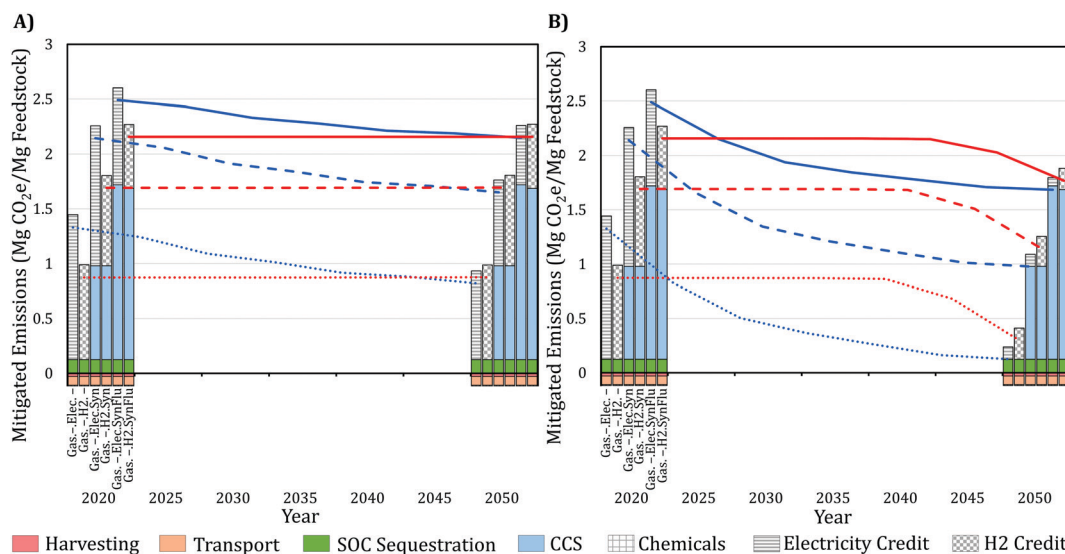 A)
Mitigated Emissions (Mg CO2e/Mg Feedstock)
3
2.5
2
1.5
1
0.5
0
Gas.−.Elec. −
Gas. −.H2. −
Gas. −.Elec.Syn
Gas. −.H2.Syn
Gas. −.Elec.SynFlu
Gas. −.H2.SynFlu
2020 2025 2030 2035 2040 2045 2050
Year
B)
Mitigated Emissions (Mg CO2e/Mg Feedstock)
3
2.5
2
1.5
1
0.5
0
Gas.−.Elec. −
Gas. −.H2. −
Gas. −.Elec.Syn
Gas. −.H2.Syn
Gas. −.Elec.SynFlu
Gas. −.H2.SynFlu
2020 2025 2030 2035 2040 2045 2050
Year
Harvesting Transport SOC Sequestration CCS Chemicals Electricity Credit H2 Credit